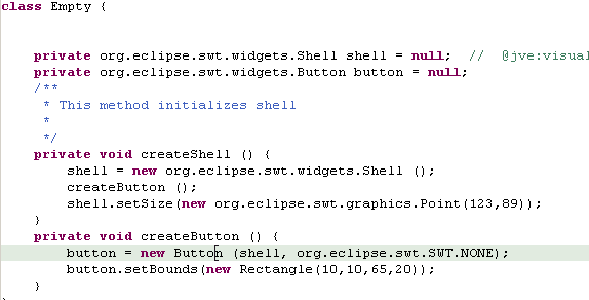 class Empty {
private org.eclipse.swt.widgets.Shell shell = null;  //  @jve:visual
private org.eclipse.swt.widgets.Button button = null;
/**
* This method initializes shell
*
*/
private void createShell () {
shell = new org.eclipse.swt.widgets.Shell ();
createButton ();
shell.setSize(new org.eclipse.swt.graphics.Point(123,89));
}
private void createButton () {
button = new Button (shell, org.eclipse.swt.SWT.NONE);
button.setBounds(new Rectangle(10,10,65,20));
}